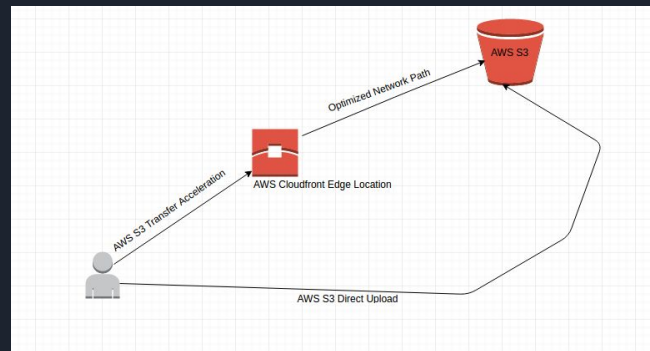 AWS S3
Optimized Network Path
AWS Cloudfront Edge Location
AWS S3 Transfer Acceleration
AWS S3 Direct Upload